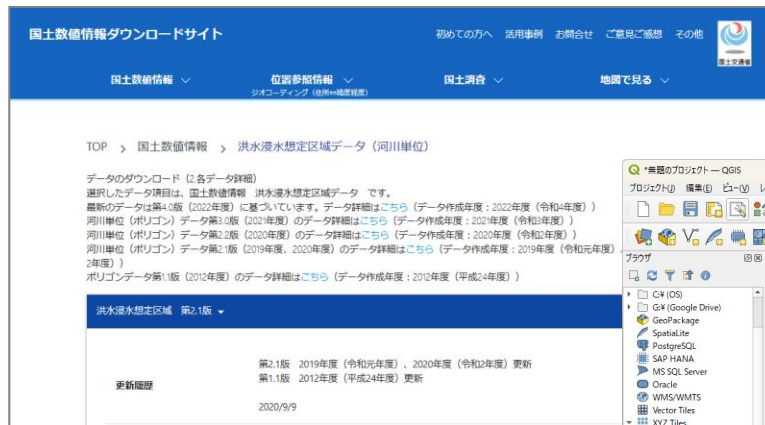 国土数値情報ダウンロードサイト
初めての方へ 活用事例 お問合せ ご意見ご感想 その他
国土交通省
国土数値情報 位置参照情報 国土調査 地図で見る
ジオコーディング（住所⇔緯度経度）
TOP > 国土数値情報 > 洪水浸水想定区域データ（河川単位）
データのダウンロード（2.各データ詳細）
選択したデータ項目は、国土数値情報 洪水浸水想定区域データ です。
最新のデータは第4.0版（2022年度）に基づいています。データ詳細はこちら（データ作成年度：2022年度（令和4年度））
河川単位（ポリゴン）データ第3.0版（2021年度）のデータ詳細はこちら（データ作成年度：2021年度（令和3年度）
河川単位（ポリゴン）データ第2.2版（2020年度）のデータ詳細はこちら（データ作成年度：2020年度（令和2年度）
河川単位（ポリゴン）データ第2.1版（2019年度、2020年度）のデータ詳細はこちら（データ作成年度：2019年度（令和元年度）
2年度））
ポリゴンデータ第1.1版（2012年度）のデータ詳細はこちら（データ作成年度：2012年度（平成24年度））
洪水浸水想定区域 第2.1版
更新履歴
第2.1版 2019年度（令和元年度）、2020年度（令和2年度）更新
第1.1版 2012年度（平成24年度）更新
2020/9/9
*無題のプロジェクト — QGIS
プロジェクト(J) 編集(E) ビュー(V) レ
ブラウザ
C:¥ (OS)
G:¥ (Google Drive)
GeoPackage
SpatiaLite
PostgreSQL
SAP HANA
MS SQL Server
Oracle
WMS/WMTS
Vector Tiles
XYZ Tiles